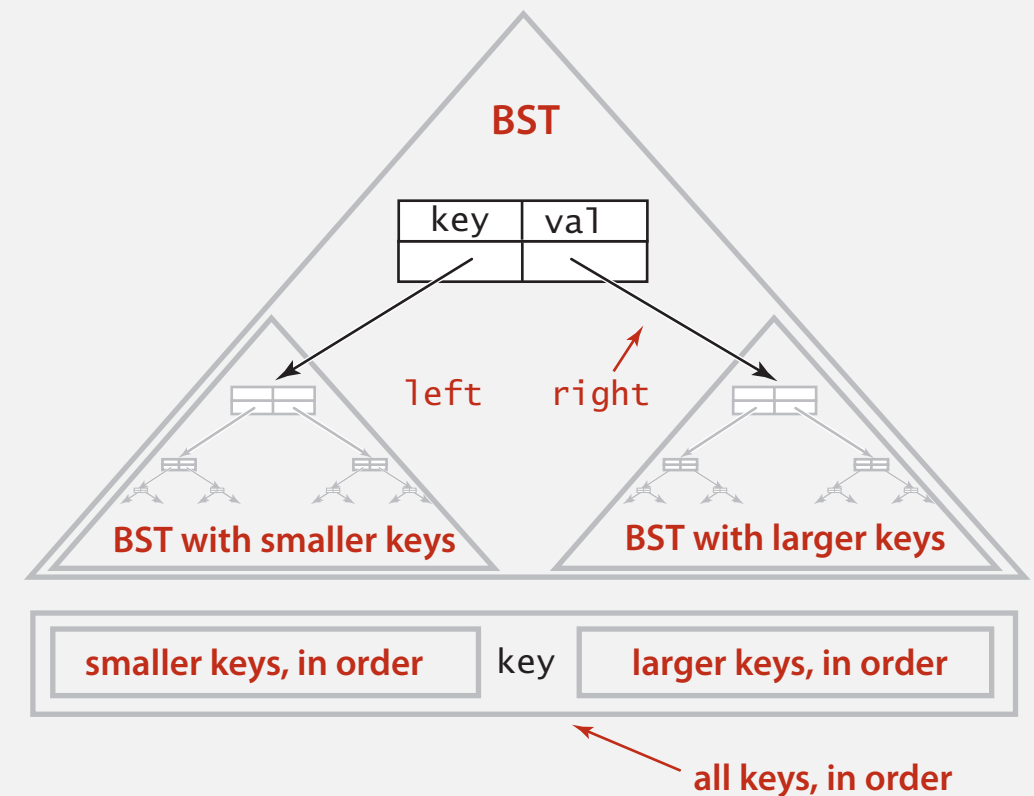 BST
key val
left right
BST with smaller keys BST with larger keys
smaller keys, in order key larger keys, in order
all keys, in order